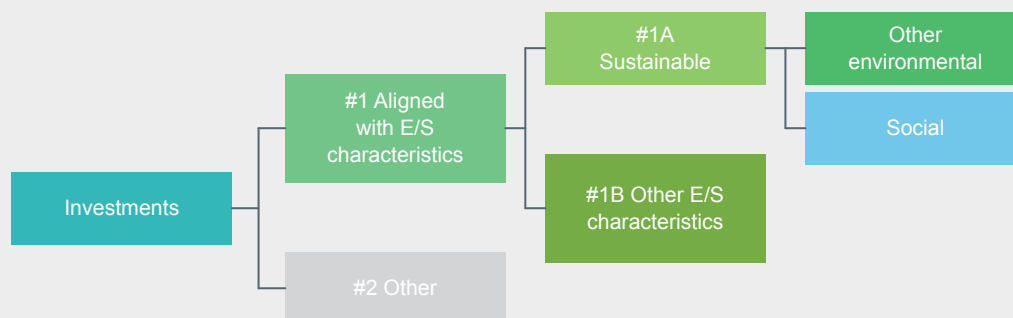 #1A
Sustainable
Other
environmental
#1 Aligned
with E/S
characteristics
Social
Investments
#1B Other E/S
characteristics
#2 Other